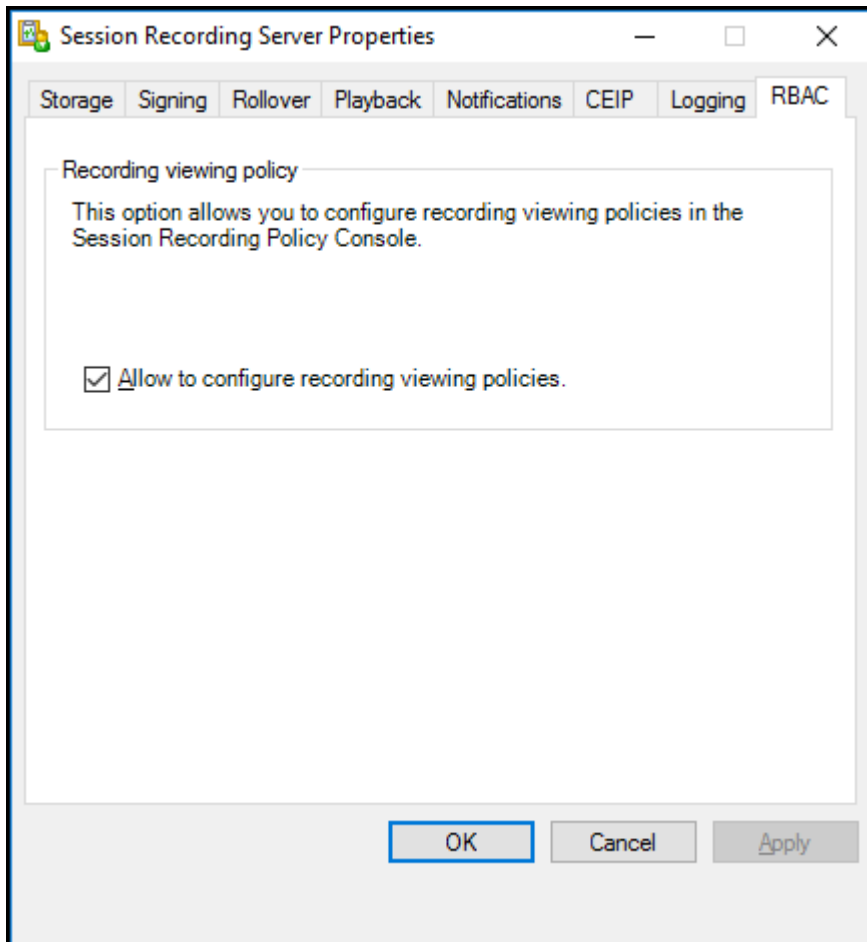 Session Recording Server Properties
Storage Signing Rollover Playback Notifications CEIP Logging RBAC
Recording viewing policy
This option allows you to configure recording viewing policies in the
Session Recording Policy Console.
Allow to configure recording viewing policies.
OK Cancel Apply